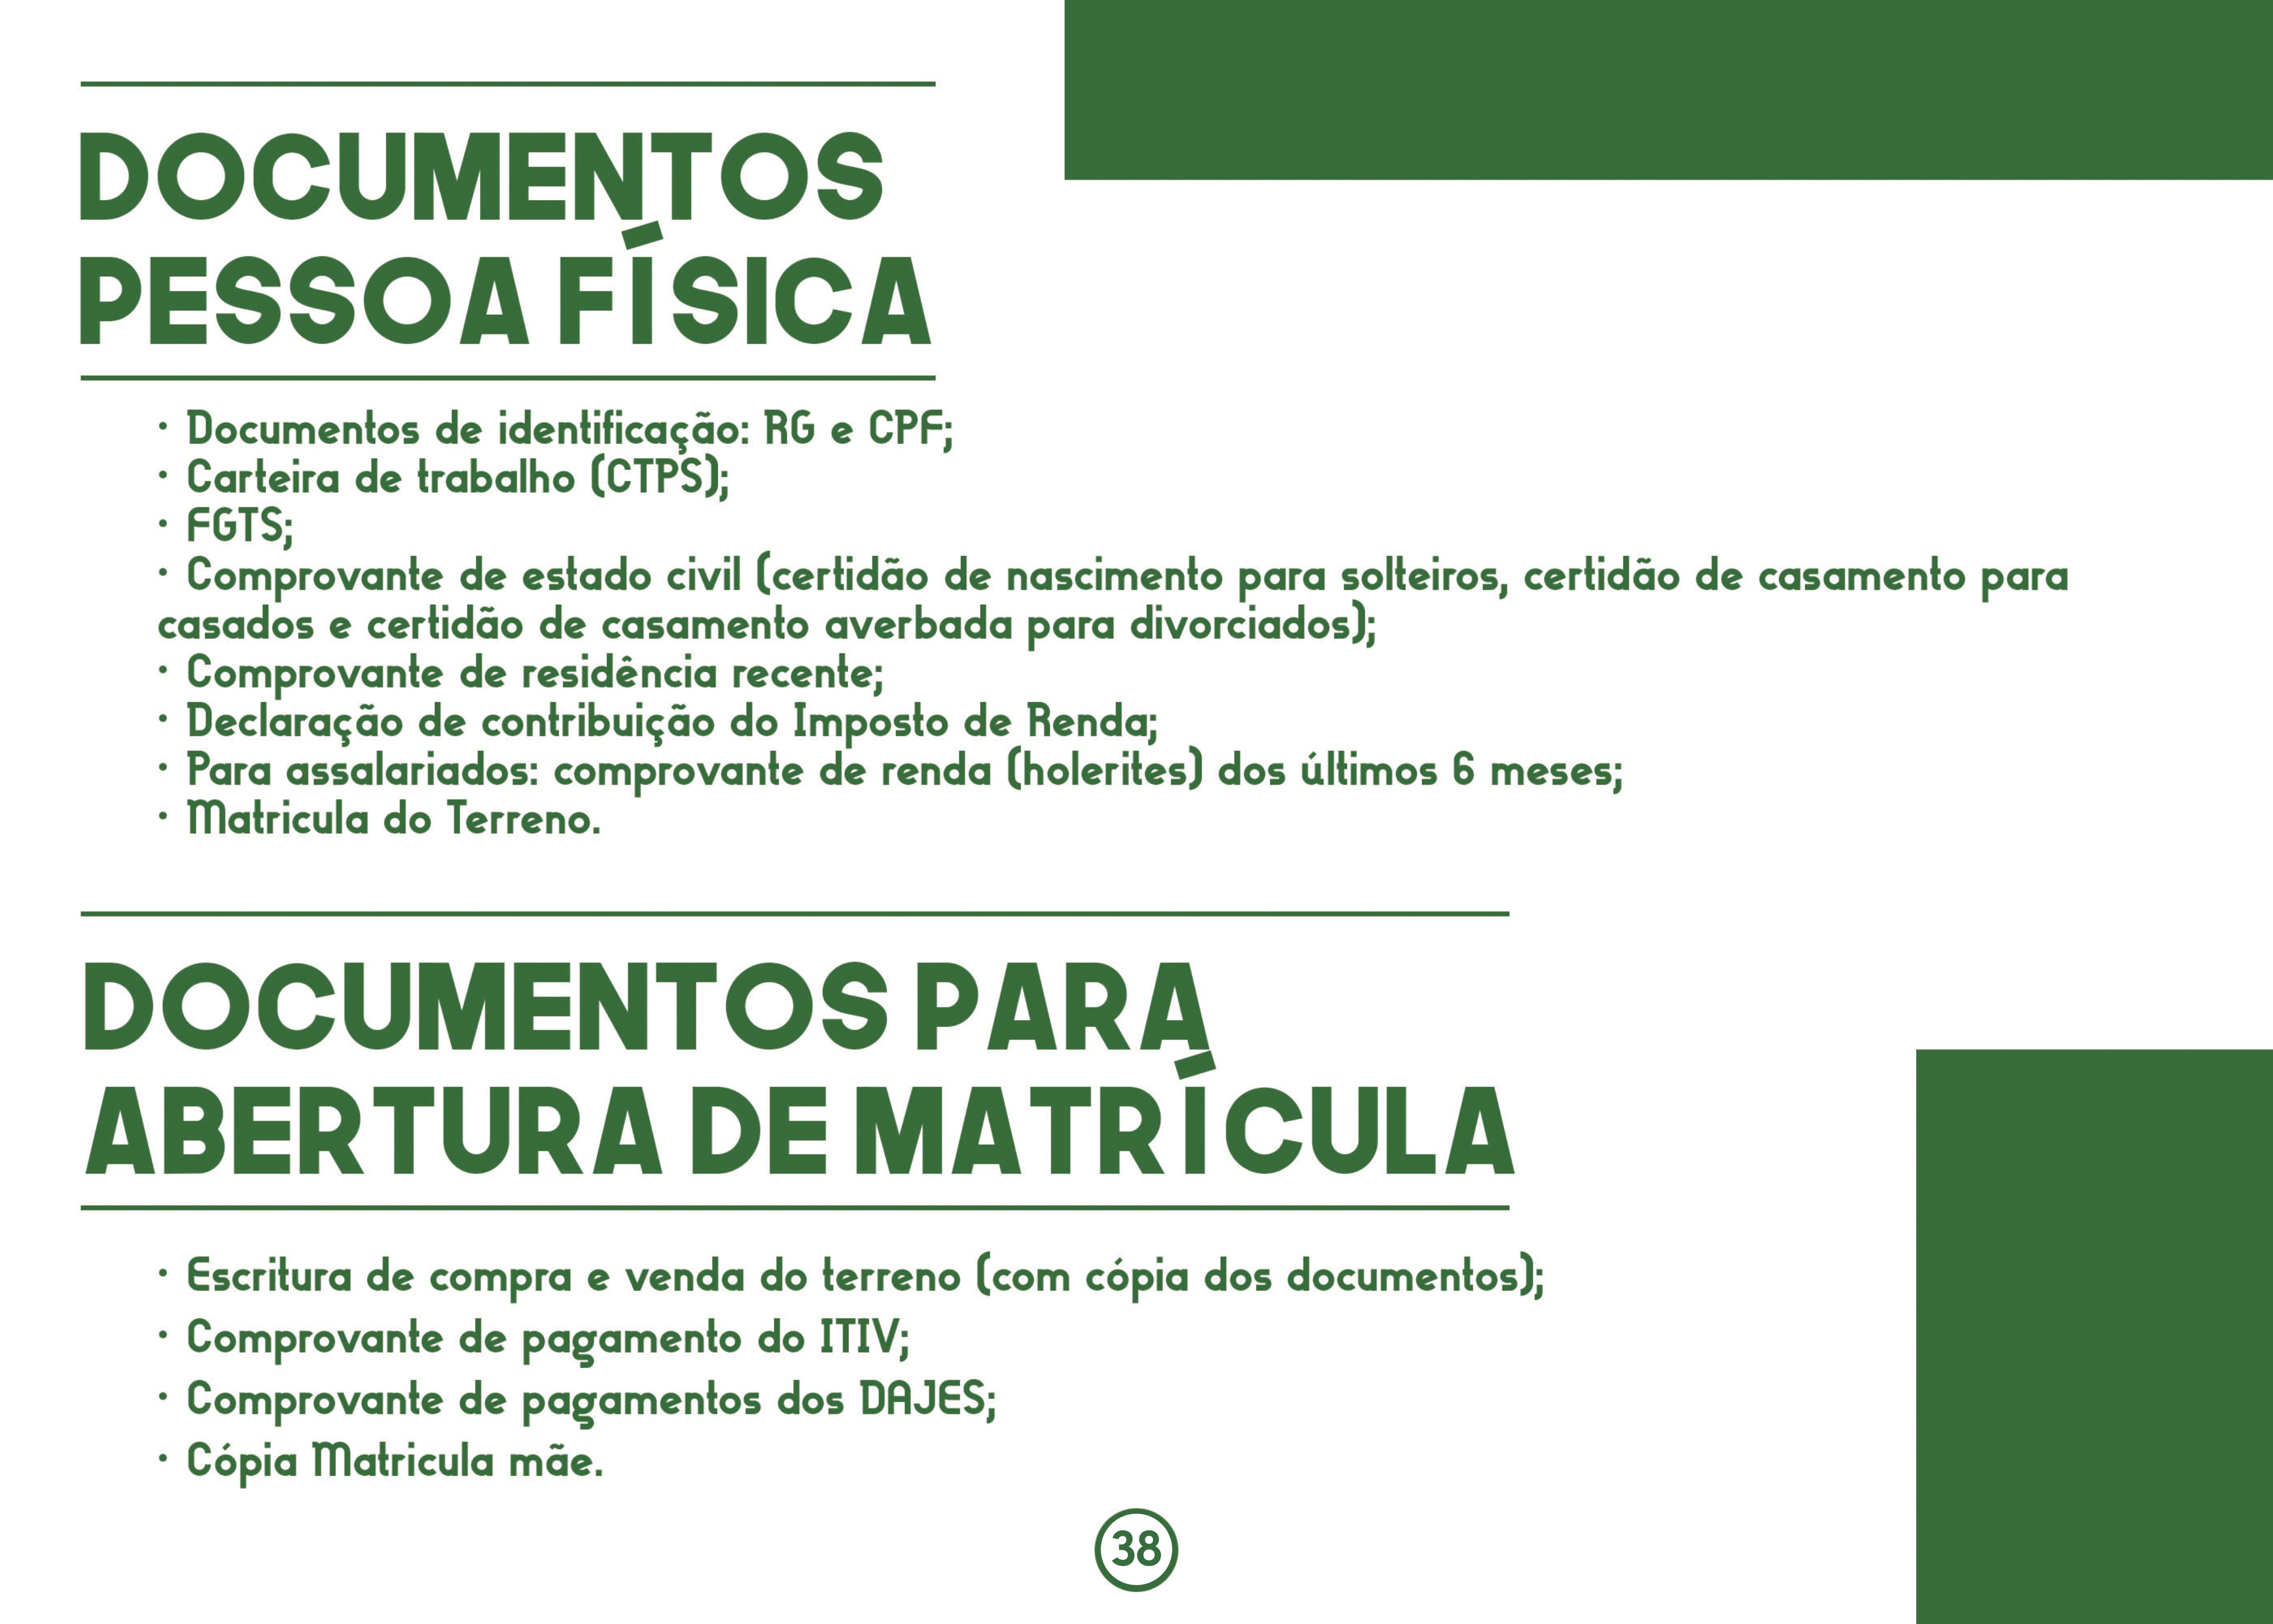 DOCUMENTOS
PESSOA FÍSICA
• Documentos de identificação: RG e CPF;
• Carteira de trabalho (CTPS);
• FGTS;
• Comprovante de estado civil (certidão de nascimento para solteiros, certidão de casamento para
casados e certidão de casamento averbada para divorciados);
• Comprovante de residência recente;
• Declaração de contribuição do Imposto de Renda;
• Para assalariados: comprovante de renda (holerites) dos últimos 6 meses;
• Matricula do Terreno.
DOCUMENTOS PARA
ABERTURA DE MATRÍCULA
• Escritura de compra e venda do terreno (com cópia dos documentos);
• Comprovante de pagamento do ITIV;
• Comprovante de pagamentos dos DAJES;
• Cópia Matricula mãe.
38